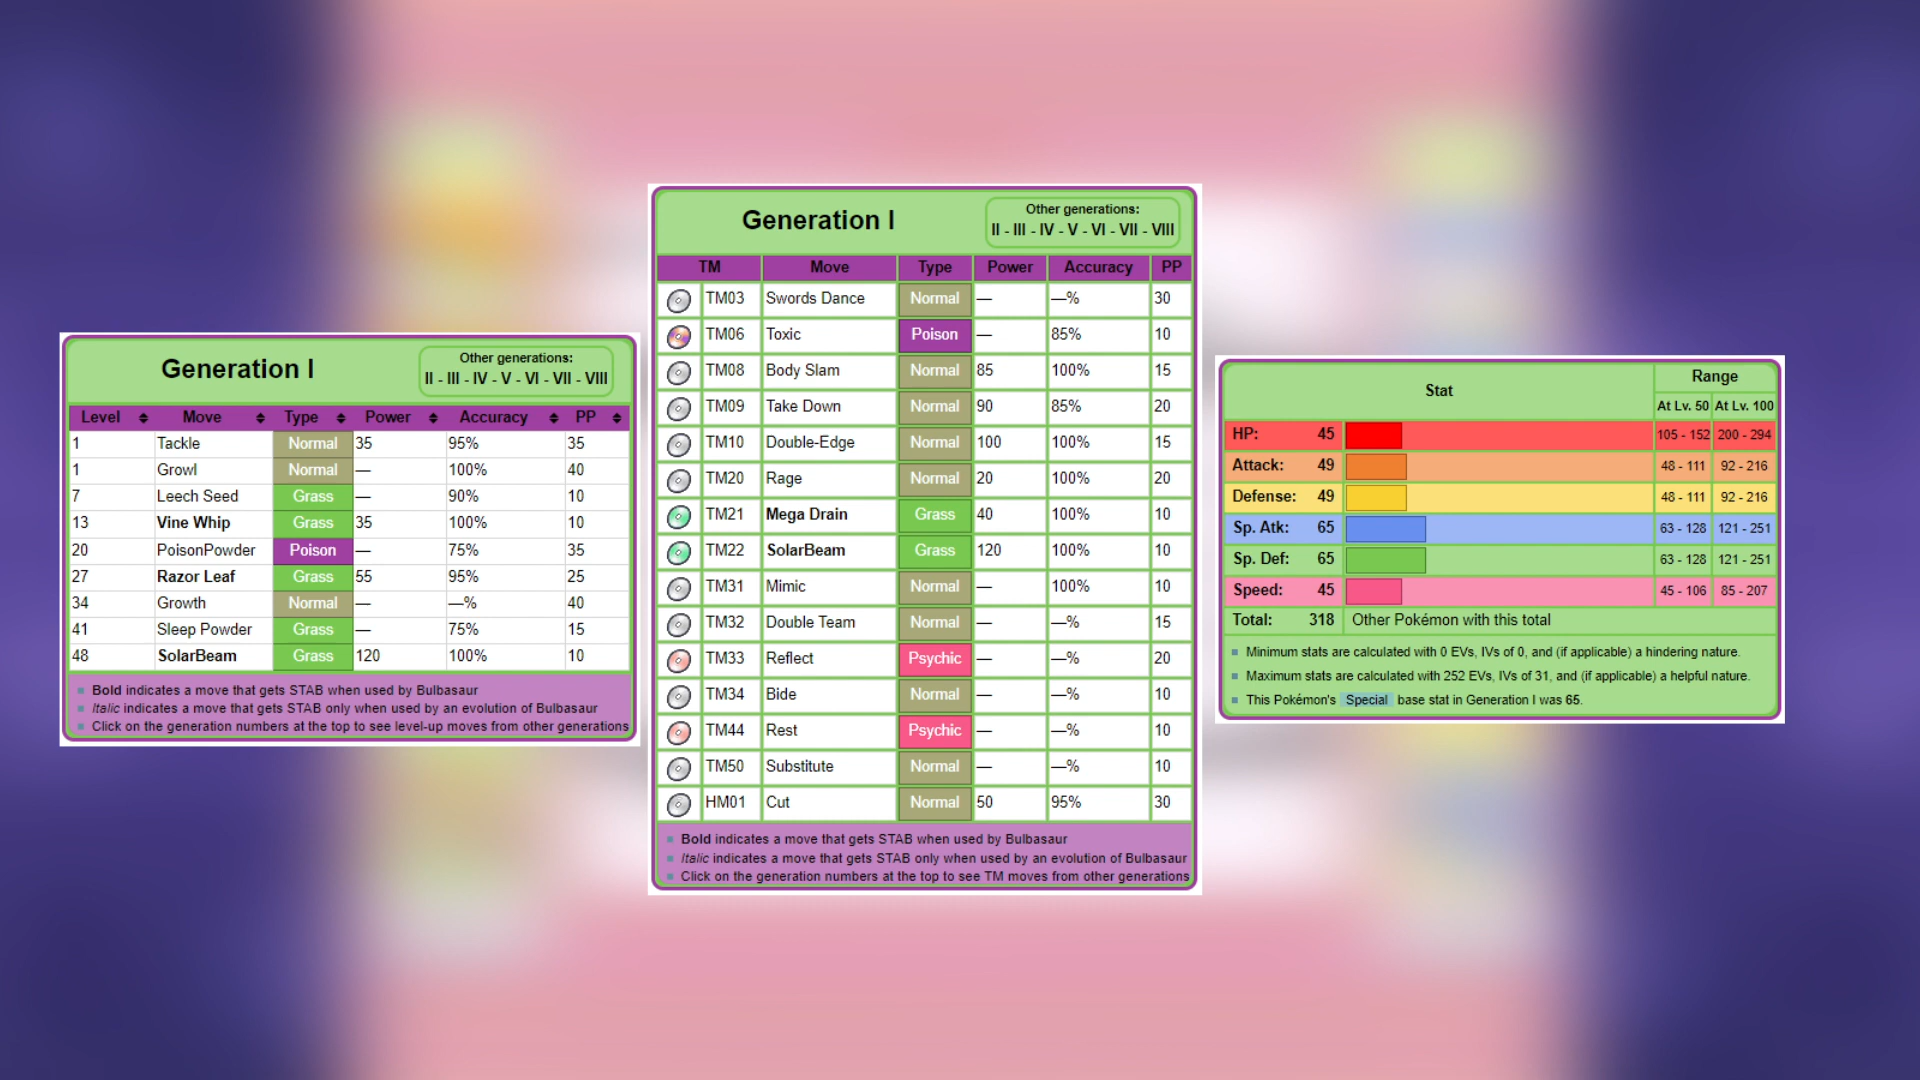 Generation I
Other generations:
II - III - IV - V - VI - VII - VIII
Level Move Type Power Accuracy PP
1 Tackle Normal 35 95% 35
1 Growl Normal — 100% 40
7 Leech Seed Grass — 90% 10
13 Vine Whip Grass 35 100% 10
20 PoisonPowder Poison — 75% 35
27 Razor Leaf Grass 55 95% 25
34 Growth Normal — —% 40
41 Sleep Powder Grass — 75% 15
48 SolarBeam Grass 120 100% 10
Bold indicates a move that gets STAB when used by Bulbasaur
Italic indicates a move that gets STAB only when used by an evolution of Bulbasaur
Click on the generation numbers at the top to see level-up moves from other generations
Generation I
Other generations:
II - III - IV - V - VI - VII - VIII
TM Move Type Power Accuracy PP
TM03 Swords Dance Normal — —% 30
TM06 Toxic Poison — 85% 10
TM08 Body Slam Normal 85 100% 15
TM09 Take Down Normal 90 85% 20
TM10 Double-Edge Normal 100 100% 15
TM20 Rage Normal 20 100% 20
TM21 Mega Drain Grass 40 100% 10
TM22 SolarBeam Grass 120 100% 10
TM31 Mimic Normal — 100% 10
TM32 Double Team Normal — —% 15
TM33 Reflect Psychic — —% 20
TM34 Bide Normal — —% 10
TM44 Rest Psychic — —% 10
TM50 Substitute Normal — —% 10
HM01 Cut Normal 50 95% 30
Bold indicates a move that gets STAB when used by Bulbasaur
Italic indicates a move that gets STAB only when used by an evolution of Bulbasaur
Click on the generation numbers at the top to see TM moves from other generations
Stat Range
At Lv. 50 At Lv. 100
HP: 45 105 - 152 200 - 294
Attack: 49 48 - 111 92 - 216
Defense: 49 48 - 111 92 - 216
Sp. Atk: 65 63 - 128 121 - 251
Sp. Def: 65 63 - 128 121 - 251
Speed: 45 45 - 106 85 - 207
Total: 318 Other Pokémon with this total
Minimum stats are calculated with 0 EVs, IVs of 0, and (if applicable) a hindering nature.
Maximum stats are calculated with 252 EVs, IVs of 31, and (if applicable) a helpful nature.
This Pokémon's Special base stat in Generation I was 65.